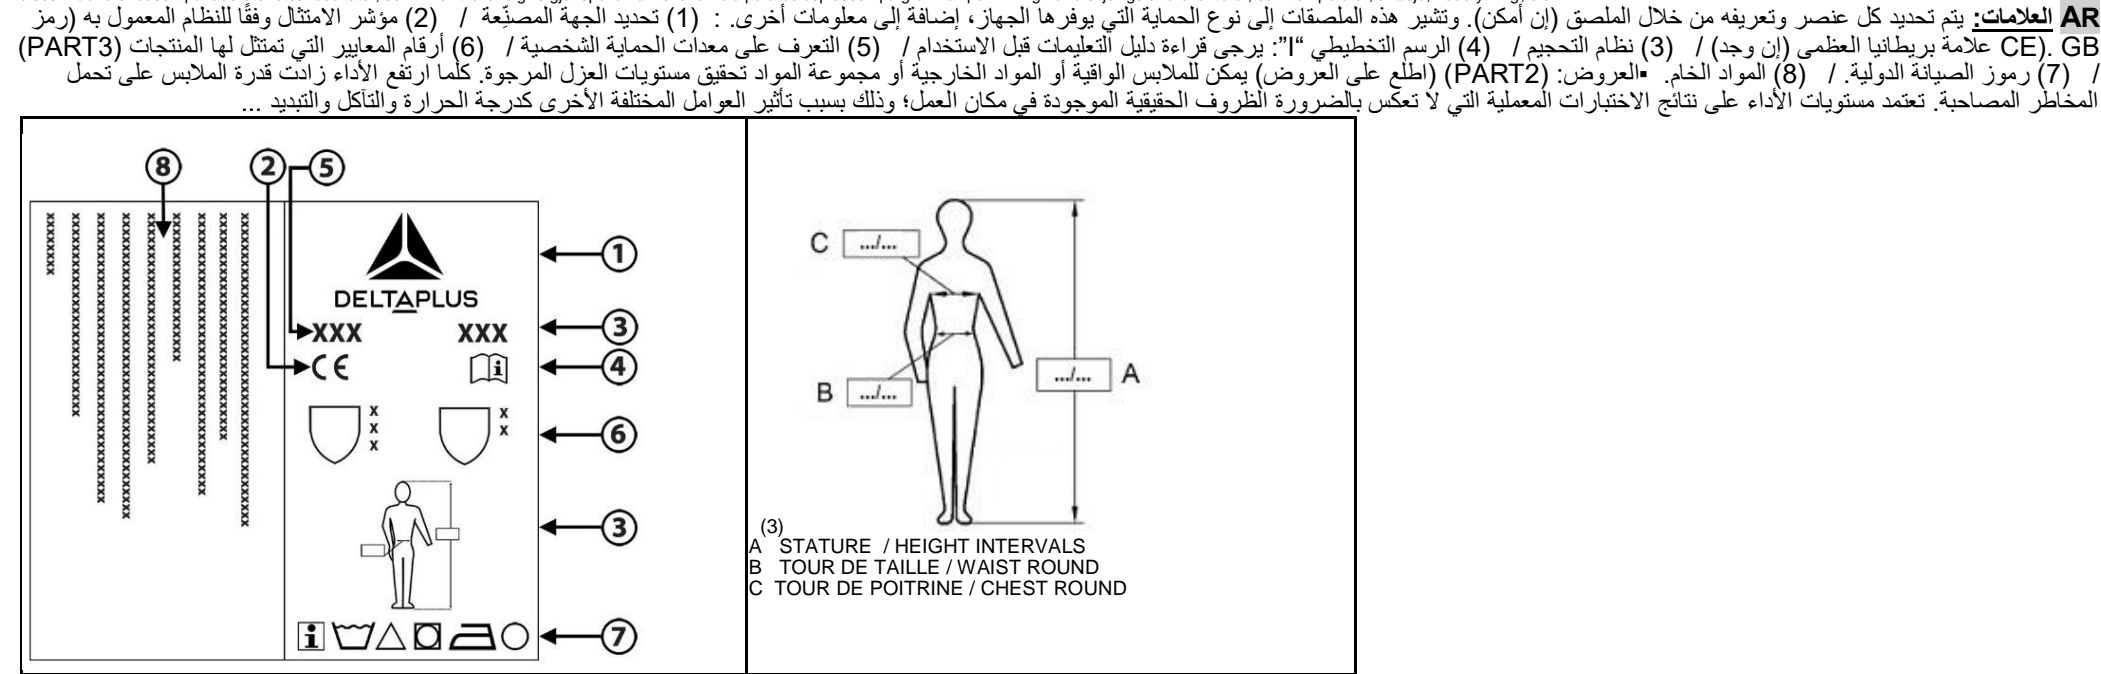 AR العلامات: يتم تحديد كل عنصر وتعريفه من خلال الملصق (إن أمكن). وتشير هذه الملصقات إلى نوع الحماية التي يوفرها الجهاز، إضافة إلى معلومات أخرى. : (1) تحديد الجهة المصنِّعة / (2) مؤشر الامتثال وفقًا للنظام المعمول به (رمز
CE). GB علامة بريطانيا العظمى (إن وجد) / (3) نظام التحجيم / (4) الرسم التخطيطي “I”: يرجى قراءة دليل التعليمات قبل الاستخدام / (5) التعرف على معدات الحماية الشخصية / (6) أرقام المعايير التي تمتثل لها المنتجات (PART3)
/ (7) رموز الصيانة الدولية. / (8) المواد الخام. ▪العروض: (PART2) (اطلع على العروض) يمكن للملابس الواقية أو المواد الخارجية أو مجموعة المواد تحقيق مستويات العزل المرجوة. كلما ارتفع الأداء زادت قدرة الملابس على تحمل
المخاطر المصاحبة. تعتمد مستويات الأداء على نتائج الاختبارات المعملية التي لا تعكس بالضرورة الظروف الحقيقية الموجودة في مكان العمل؛ وذلك بسبب تأثير العوامل المختلفة الأخرى كدرجة الحرارة والتآكل والتبديد ...
8 2 5
1
DELTAPLUS
XXX XXX 3
CE i 4
x x
x x
x
6
3
i 7
C .../...
B .../...
.../... A
(3)
A STATURE / HEIGHT INTERVALS
B TOUR DE TAILLE / WAIST ROUND
C TOUR DE POITRINE / CHEST ROUND